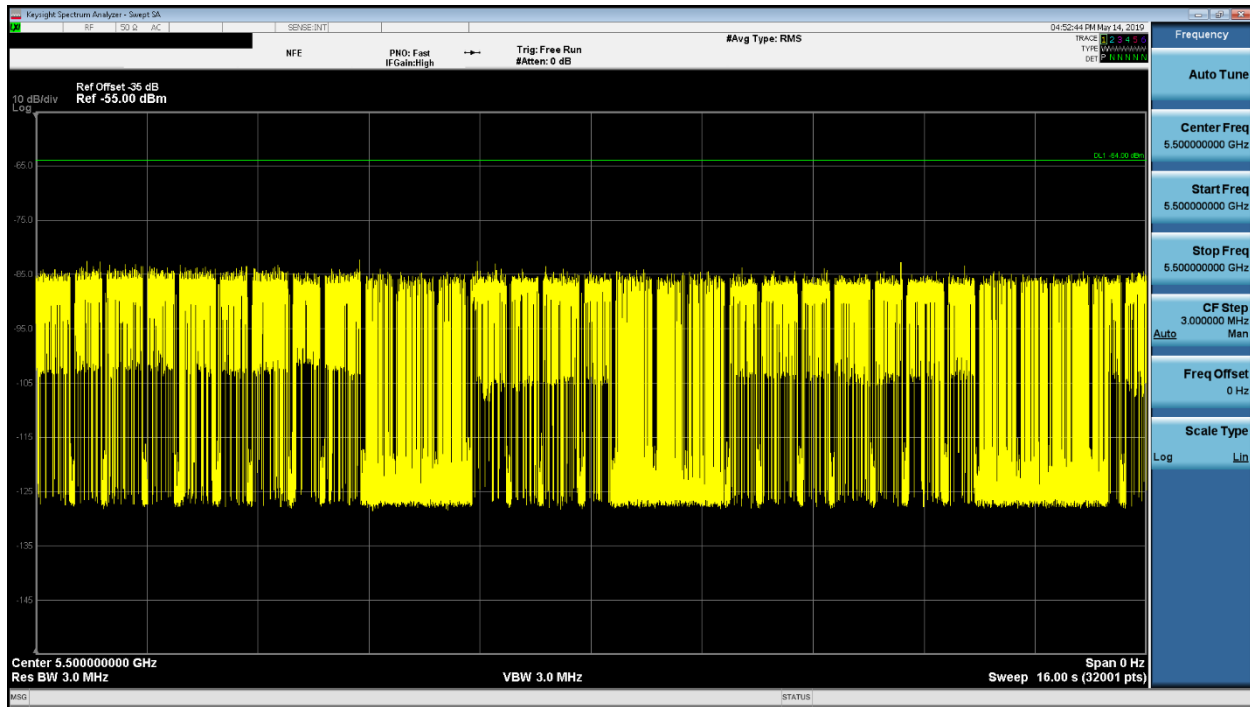 Keysight Spectrum Analyzer - Swept SA
RF 50 Ω AC SENSE:INT 04:52:44 PM May 14, 2019
#Avg Type: RMS
TRACE 1 2 3 4 5 6
TYPE
DET P N N N N N
NFE PNO: Fast Trig: Free Run
IFGain:High #Atten: 0 dB
Frequency
Auto Tune
Ref Offset -35 dB
10 dB/div Ref -55.00 dBm
Log
DL1 -64.00 dBm
-65.0
-75.0
-85.0
-95.0
-105
-115
-125
-135
-145
Center Freq
5.500000000 GHz
Start Freq
5.500000000 GHz
Stop Freq
5.500000000 GHz
CF Step
3.000000 MHz
Auto Man
Freq Offset
0 Hz
Scale Type
Log Lin
Center 5.500000000 GHz Span 0 Hz
Res BW 3.0 MHz VBW 3.0 MHz Sweep 16.00 s (32001 pts)
MSG STATUS